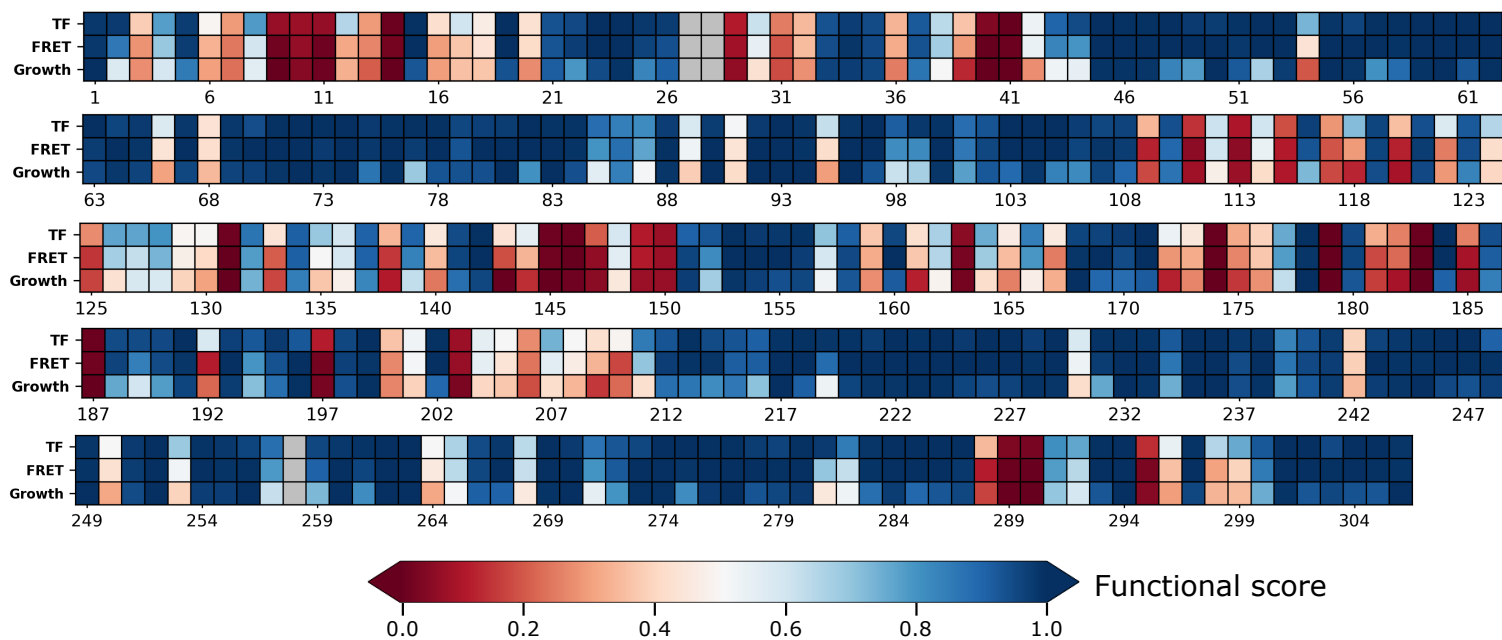 TF
FRET
Growth
1 6 11 16 21 26 31 36 41 46 51 56 61
TF
FRET
Growth
63 68 73 78 83 88 93 98 103 108 113 118 123
TF
FRET
Growth
125 130 135 140 145 150 155 160 165 170 175 180 185
TF
FRET
Growth
187 192 197 202 207 212 217 222 227 232 237 242 247
TF
FRET
Growth
249 254 259 264 269 274 279 284 289 294 299 304
Functional score
0.0 0.2 0.4 0.6 0.8 1.0